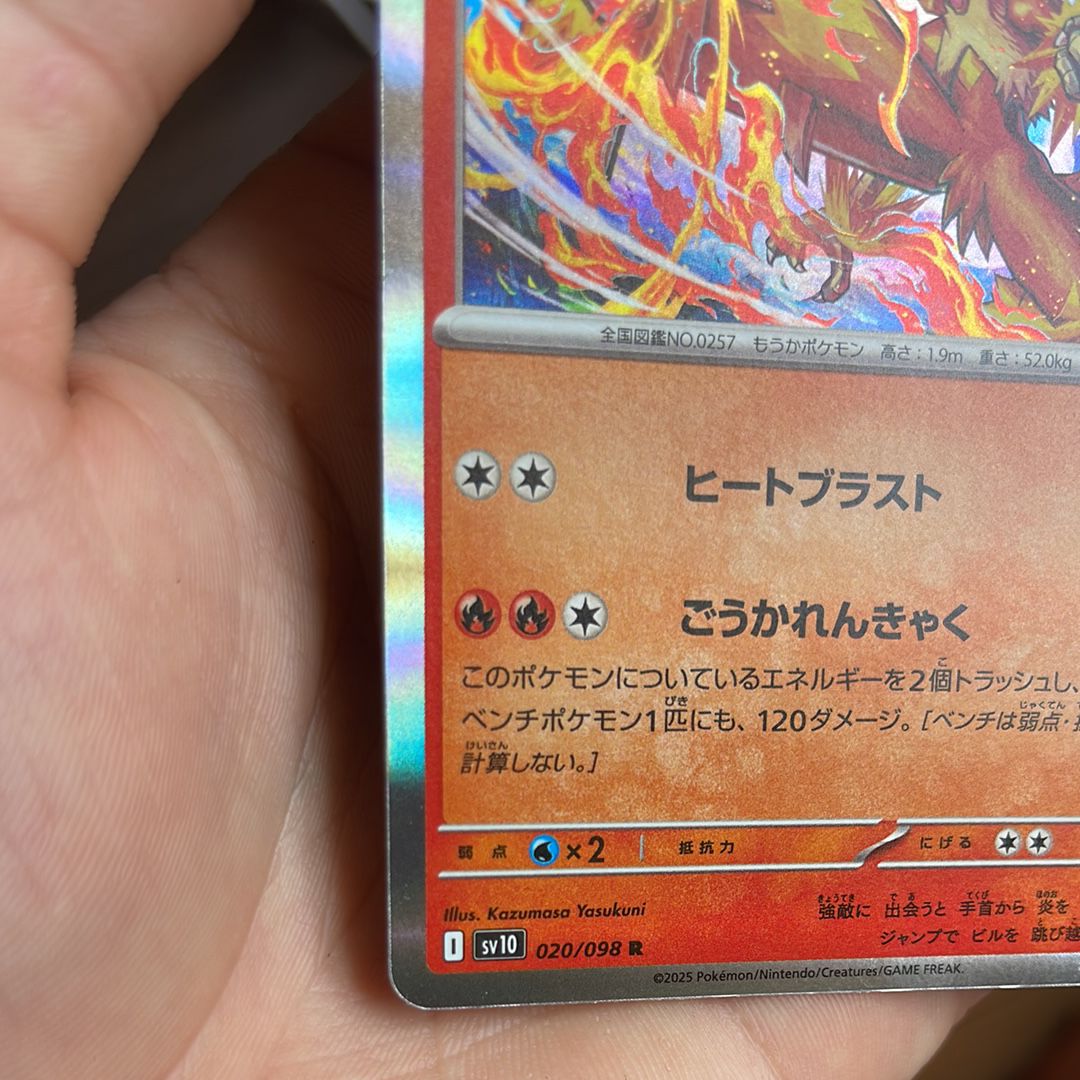 全国図鑑NO.0257 もうかポケモン 高さ:1.9m 重さ:52.0kg
ヒートブラスト
ごうかれんきゃく
このポケモンについているエネルギーを2個トラッシュし、
ベンチポケモン1匹にも、120ダメージ。[ベンチは弱点・
計算しない。]
弱点 ×2 抵抗力 にげる
Illus. Kazumasa Yasukuni
強敵に 出会うと 手首から 炎を
I sv10 020/098 R
ジャンプで ビルを 跳び越
©2025 Pokémon/Nintendo/Creatures/GAME FREAK.